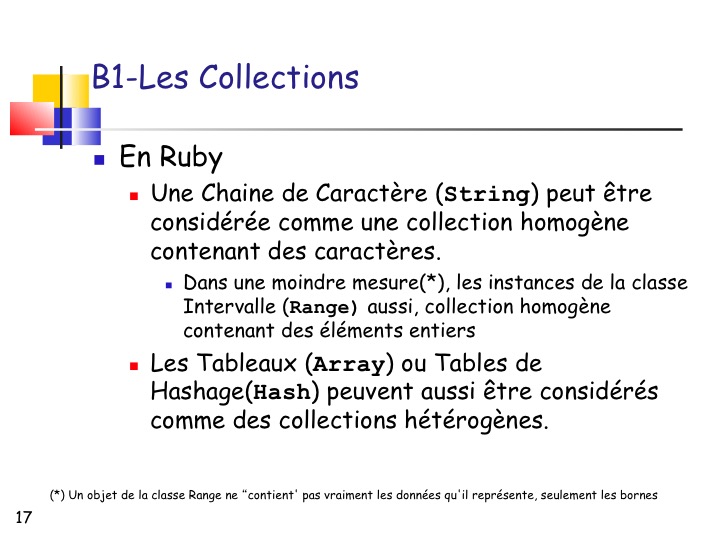 B1-Les Collections
En Ruby
Une Chaine de Caractère (String) peut être
considérée comme une collection homogène
contenant des caractères.
Dans une moindre mesure(*), les instances de la classe
Intervalle (Range) aussi, collection homogène
contenant des éléments entiers
Les Tableaux (Array) ou Tables de
Hashage(Hash) peuvent aussi être considérés
comme des collections hétérogènes.
(*) Un objet de la classe Range ne “contient' pas vraiment les données qu'il représente, seulement les bornes
17